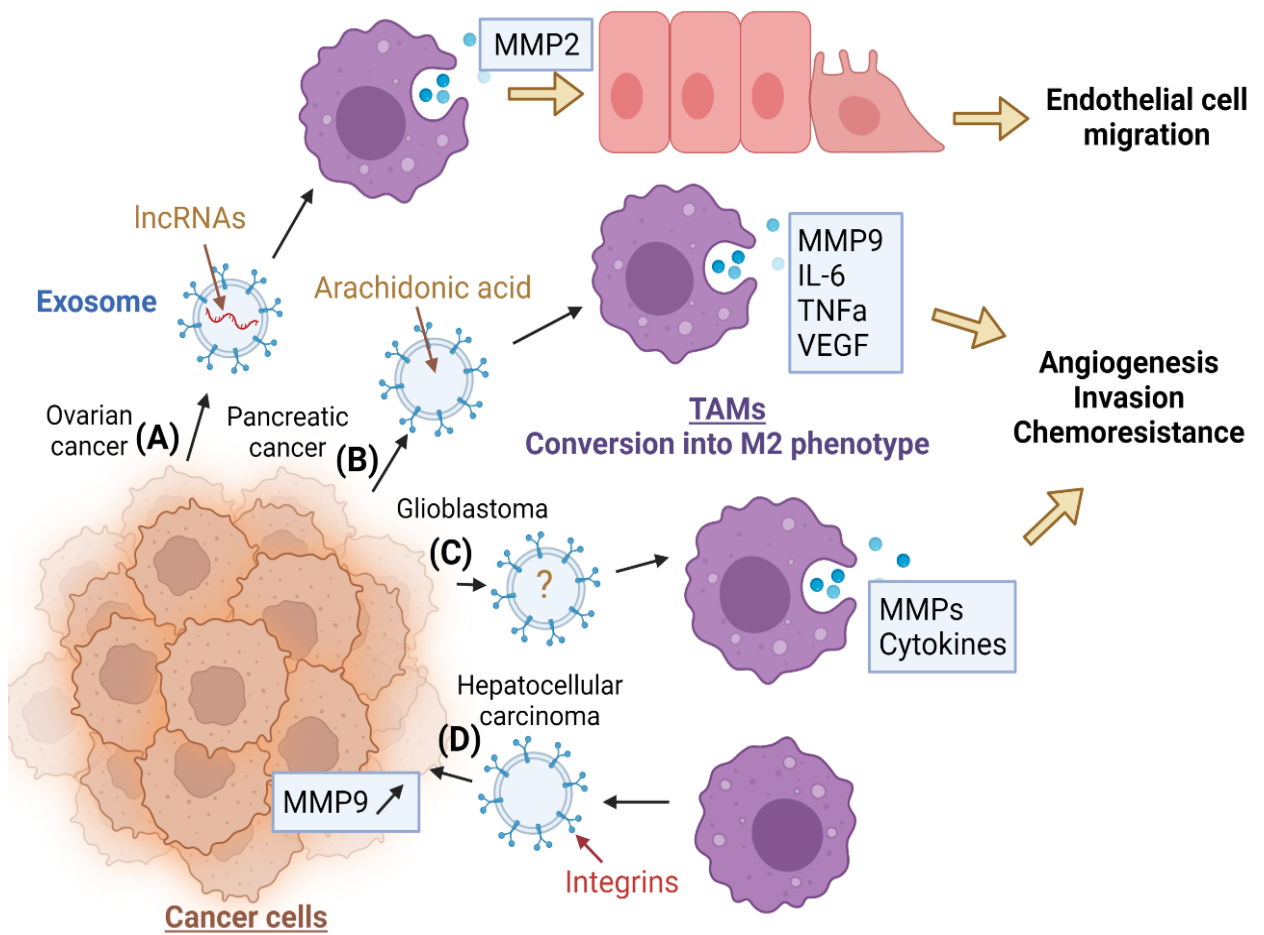 MMP2
Endothelial cell
migration
lncRNAs
Exosome
Arachidonic acid
MMP9
IL-6
TNFa
VEGF
Ovarian
cancer (A)
Pancreatic
cancer
(B)
TAMs
Conversion into M2 phenotype
Angiogenesis
Invasion
Chemoresistance
Glioblastoma
(C)
?
MMPs
Cytokines
Hepatocellular
carcinoma
(D)
MMP9
Integrins
Cancer cells